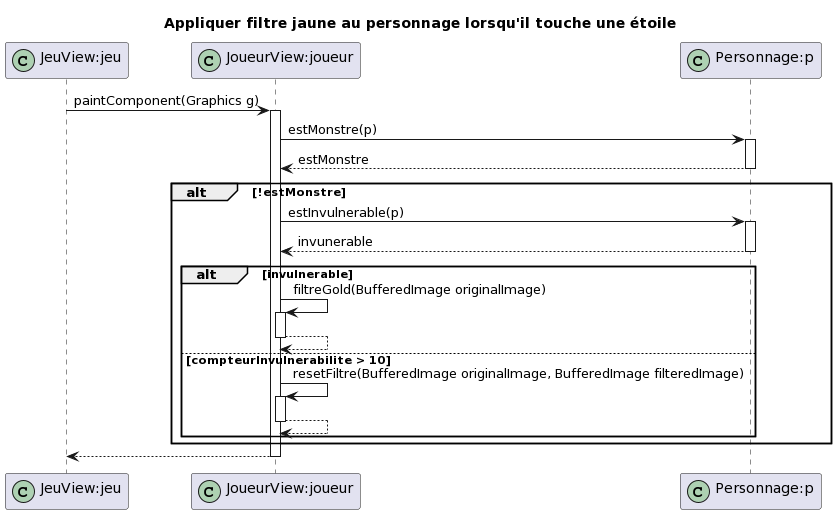 Appliquer filtre jaune au personnage lorsqu'il touche une étoile
C JeuView:jeu
C JoueurView:joueur
C Personnage:p
paintComponent(Graphics g)
estMonstre(p)
estMonstre
alt [!estMonstre]
estInvulnerable(p)
invunerable
alt [invulnerable]
filtreGold(BufferedImage originalImage)
[compteurInvulnerabilite > 10]
resetFiltre(BufferedImage originalImage, BufferedImage filteredImage)
C JeuView:jeu
C JoueurView:joueur
C Personnage:p